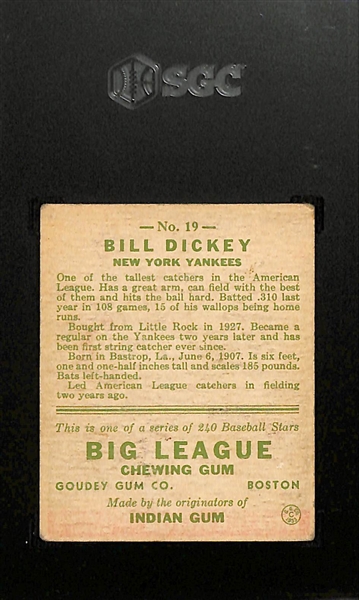 SGC
— No. 19 —
BILL DICKEY
NEW YORK YANKEES
One of the tallest catchers in the American
League. Has a great arm, can field with the best
of them and hits the ball hard. Batted .310 last
year in 108 games, 15 of his wallops being home
runs.
Bought from Little Rock in 1927. Became a
regular on the Yankees two years later and has
been first string catcher ever since.
Born in Bastrop, La., June 6, 1907. Is six feet,
one and one-half inches tall and scales 185 pounds.
Bats left-handed.
Led American League catchers in fielding
two years ago.
This is one of a series of 240 Baseball Stars
BIG LEAGUE
CHEWING GUM
GOUDEY GUM CO. BOSTON
Made by the originators of
INDIAN GUM